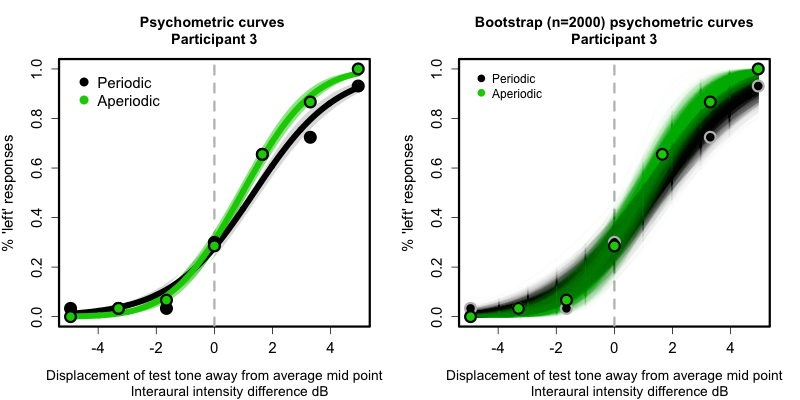 Psychometric curves
Participant 3
Periodic
Aperiodic
% 'left' responses
0.0
0.2
0.4
0.6
0.8
1.0
-4
-2
0
2
4
Displacement of test tone away from average mid point
Interaural intensity difference dB
Bootstrap (n=2000) psychometric curves
Participant 3
Periodic
Aperiodic
% 'left' responses
0.0
0.2
0.4
0.6
0.8
1.0
-4
-2
0
2
4
Displacement of test tone away from average mid point
Interaural intensity difference dB